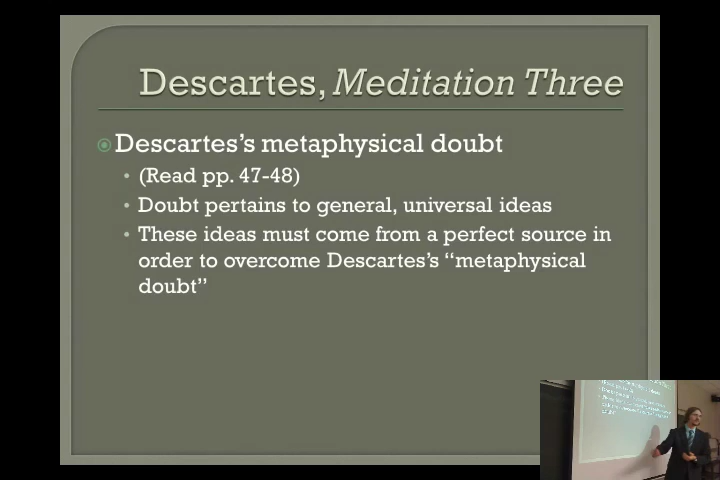 Descartes, Meditation Three
Descartes's metaphysical doubt
(Read pp. 47-48)
Doubt pertains to general, universal ideas
These ideas must come from a perfect source in
order to overcome Descartes's “metaphysical
doubt”